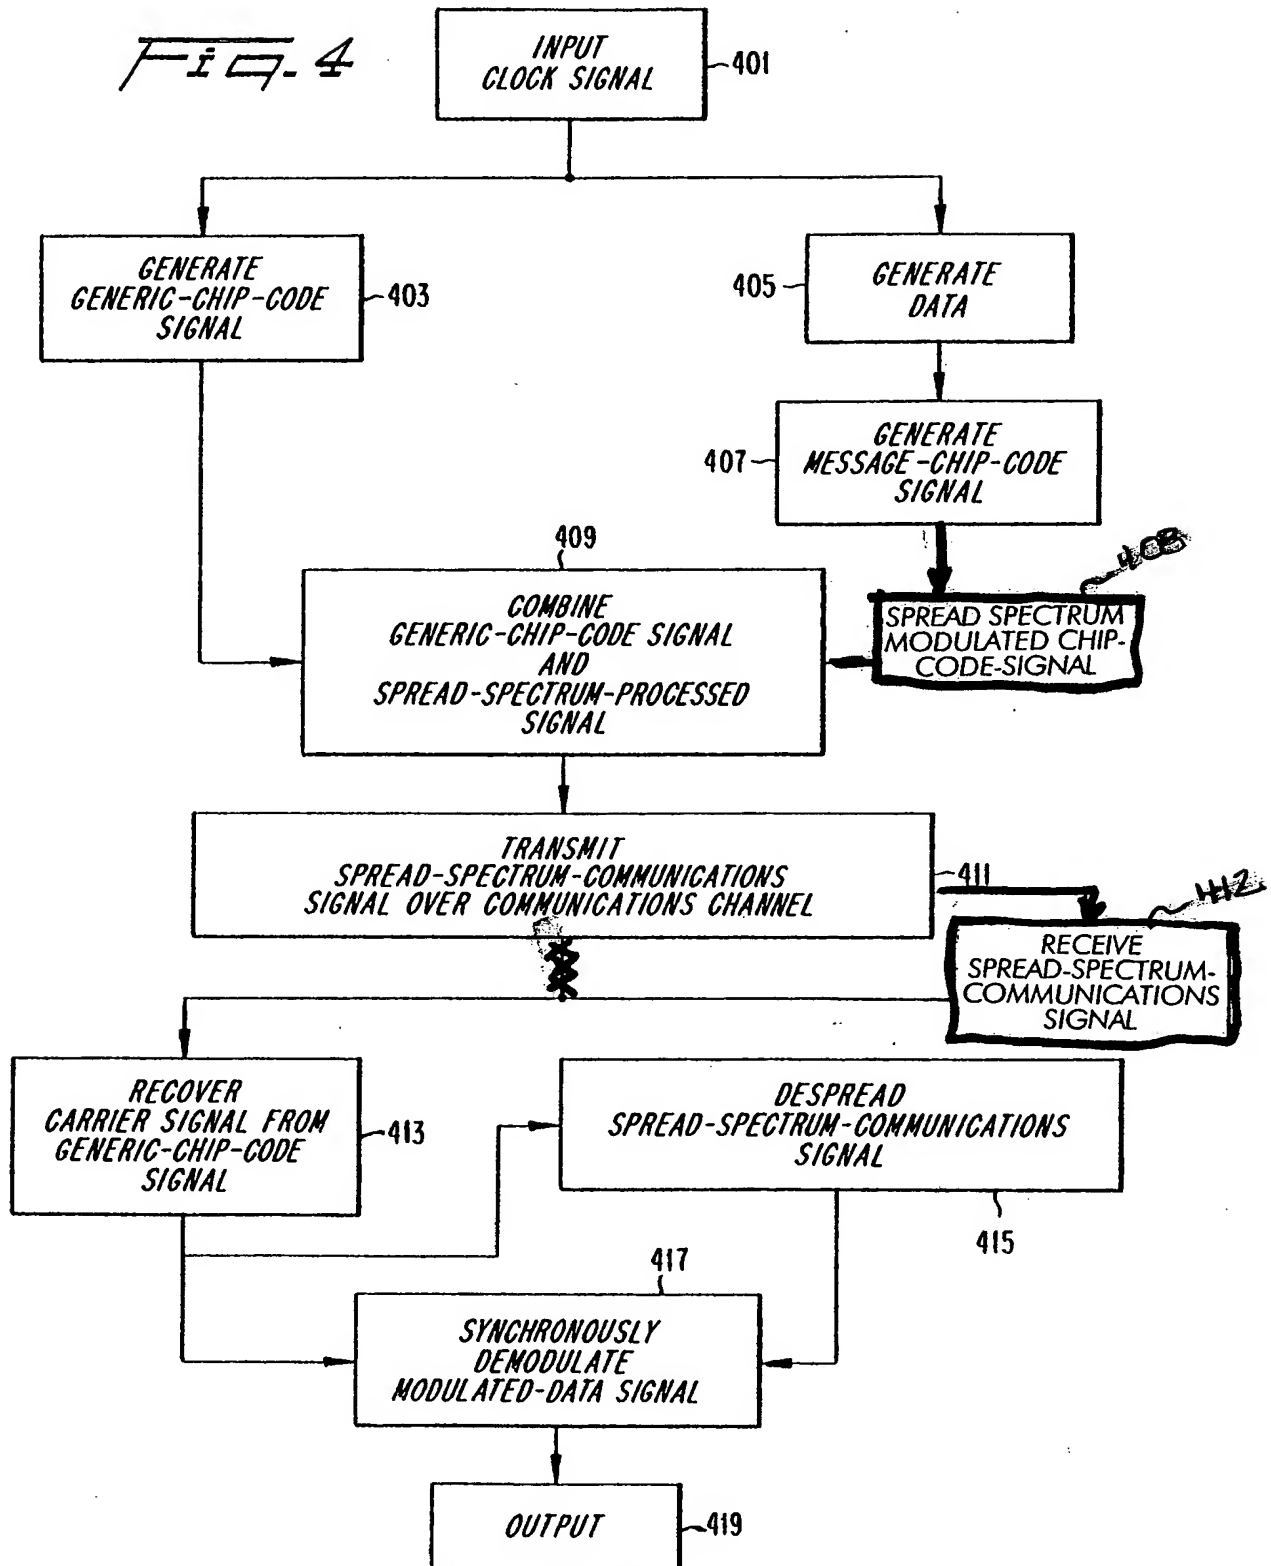 Fig. 4
INPUT
CLOCK SIGNAL
401
GENERATE
GENERIC-CHIP-CODE
SIGNAL
403
405
GENERATE
DATA
407
GENERATE
MESSAGE-CHIP-CODE
SIGNAL
408
SPREAD SPECTRUM
MODULATED CHIP-
CODE-SIGNAL
409
COMBINE
GENERIC-CHIP-CODE SIGNAL
AND
SPREAD-SPECTRUM-PROCESSED
SIGNAL
TRANSMIT
SPREAD-SPECTRUM-COMMUNICATIONS
SIGNAL OVER COMMUNICATIONS CHANNEL
411
412
RECEIVE
SPREAD-SPECTRUM-
COMMUNICATIONS
SIGNAL
RECOVER
CARRIER SIGNAL FROM
GENERIC-CHIP-CODE
SIGNAL
413
DESPREAD
SPREAD-SPECTRUM-COMMUNICATIONS
SIGNAL
415
417
SYNCHRONOUSLY
DEMODULATE
MODULATED-DATA SIGNAL
OUTPUT
419